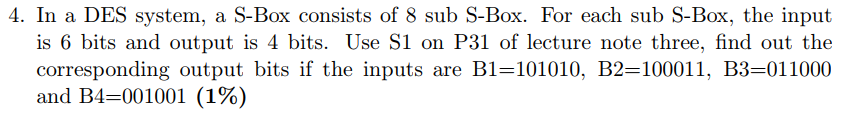 4. In a DES system, a S-Box consists of 8 sub S-Box. For each sub S-Box, the input
is 6 bits and output is 4 bits. Use S1 on P31 of lecture note three, find out the
corresponding output bits if the inputs are B1=101010, B2=100011, B3=011000
and B4=001001 (1%)